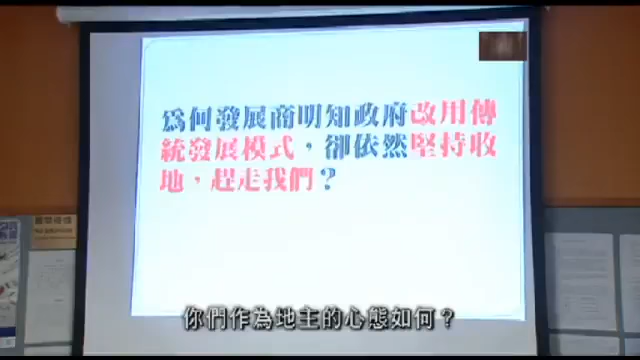 為何發展商明知政府改用傳
統發展模式，卻依然堅持收
地，趕走我們？
你們作為地主的心態如何？